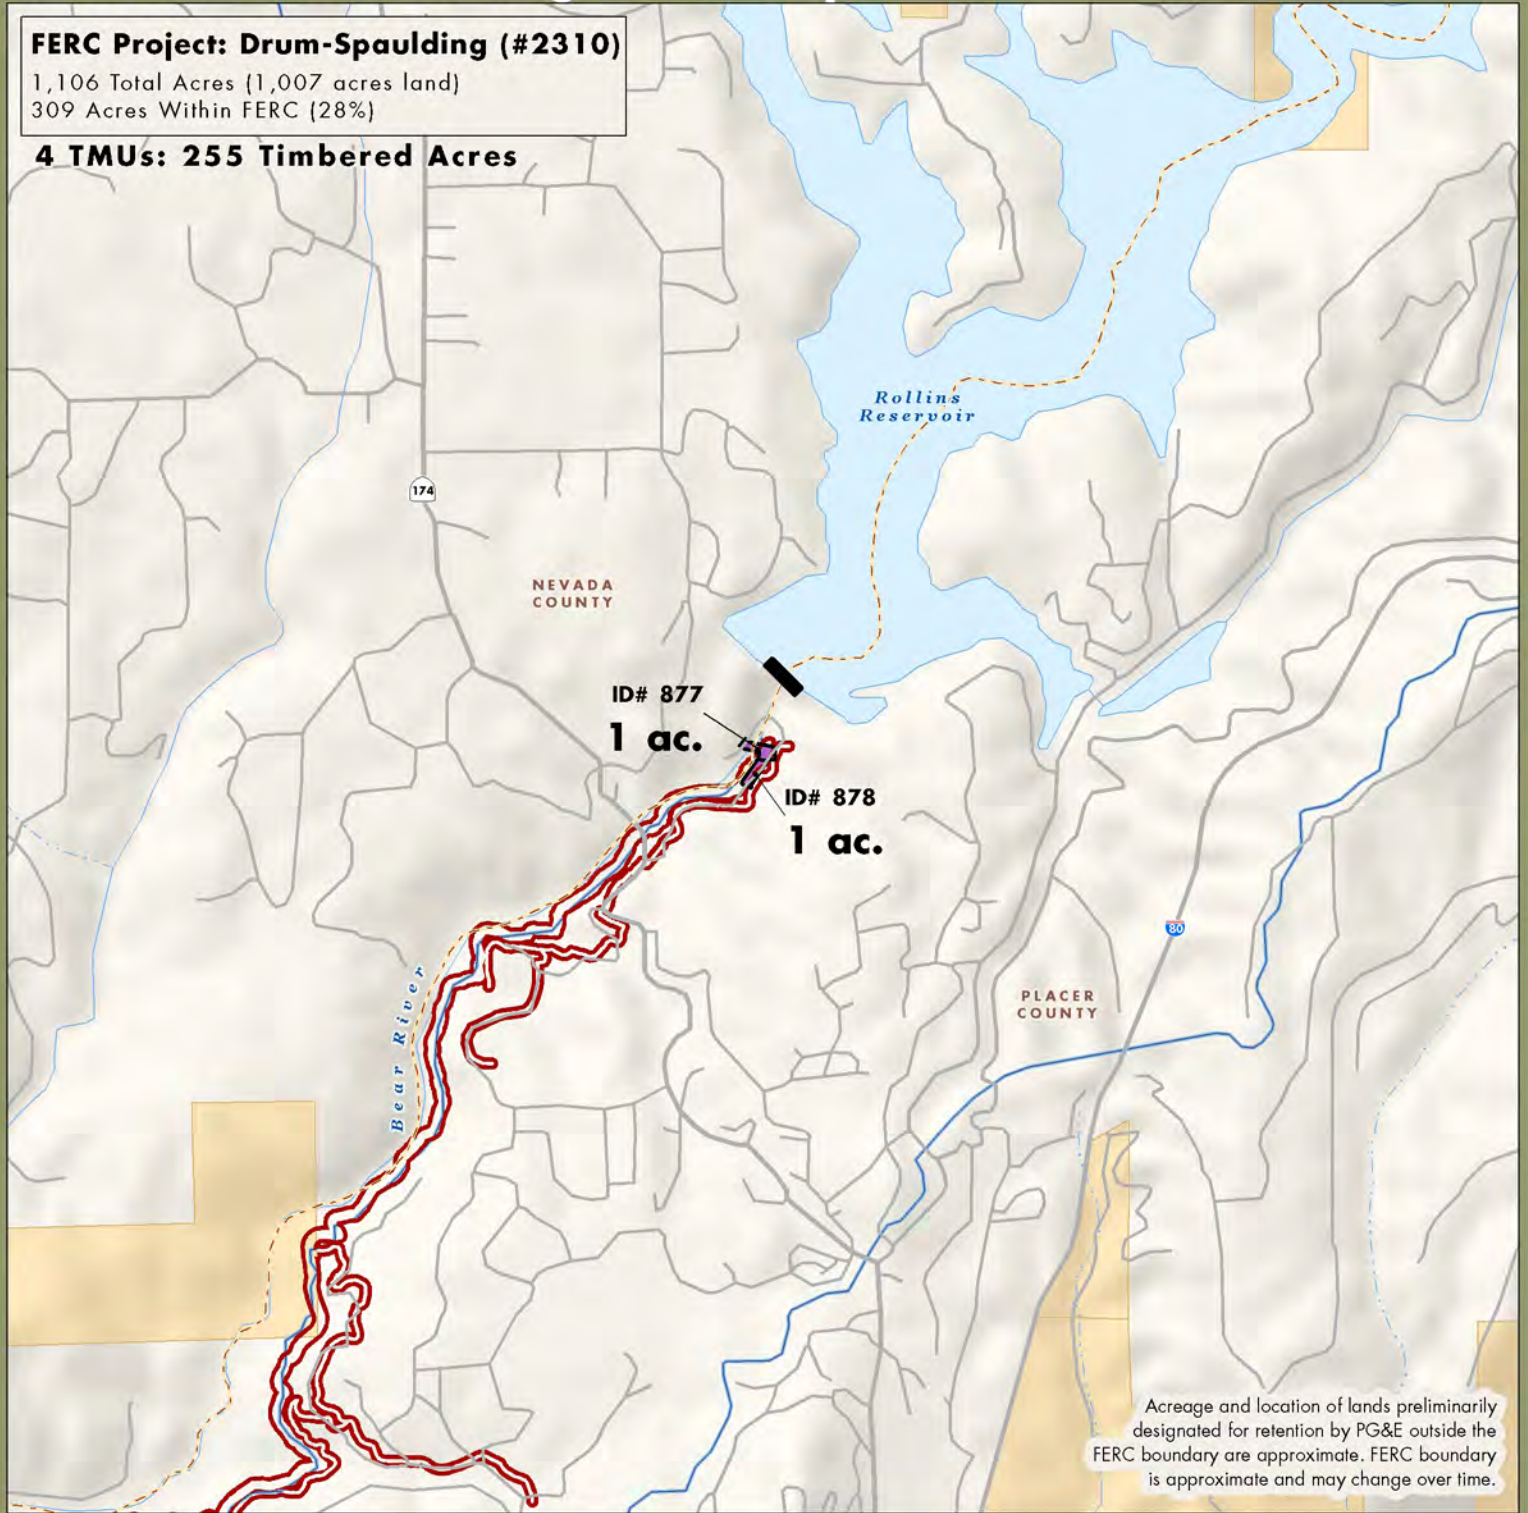 FERC Project: Drum-Spaulding (#2310)
1,106 Total Acres (1,007 acres land)
309 Acres Within FERC (28%)
4 TMUs: 255 Timbered Acres
Rollins
Reservoir
174
NEVADA
COUNTY
ID# 877
1 ac.
ID# 878
1 ac.
80
Bear River
PLACER
COUNTY
Acreage and location of lands preliminarily
designated for retention by PG&E outside the
FERC boundary are approximate. FERC boundary
is approximate and may change over time.